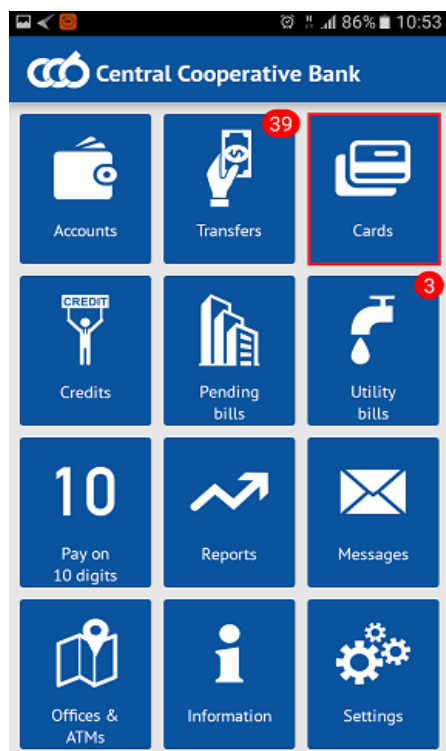 86% 10:53
CCB Central Cooperative Bank
39
Accounts Transfers Cards
3
CREDIT
Credits Pending bills Utility bills
10
Pay on 10 digits Reports Messages
Offices & ATMs Information Settings